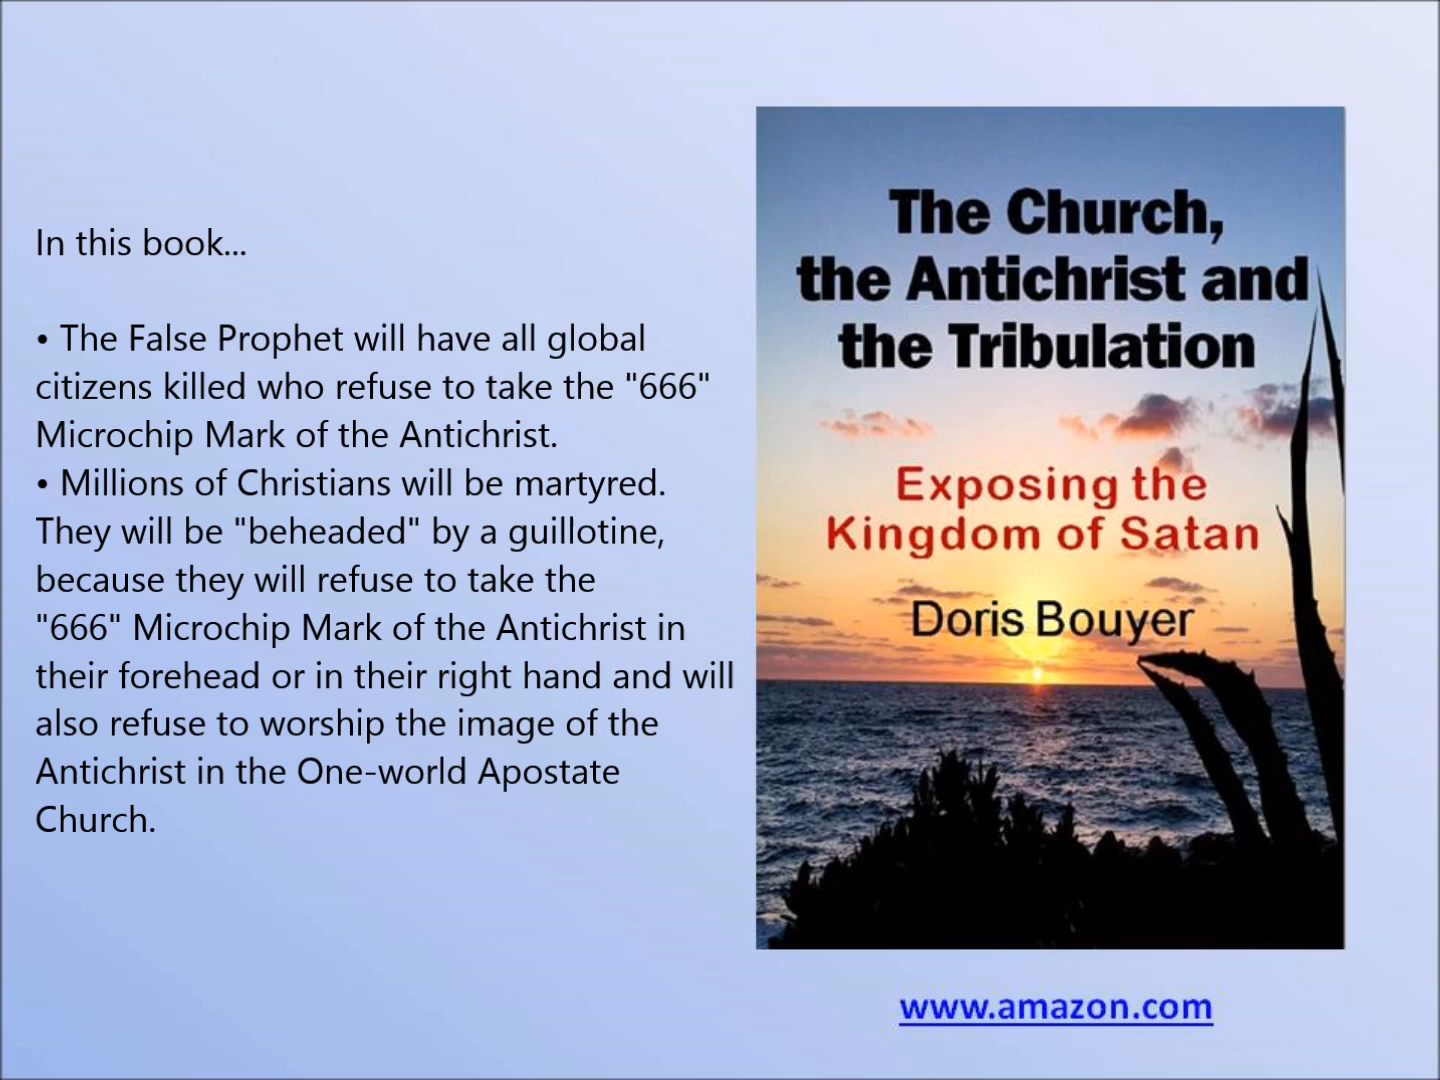 In this book...
• The False Prophet will have all global
citizens killed who refuse to take the "666"
Microchip Mark of the Antichrist.
• Millions of Christians will be martyred.
They will be "beheaded" by a guillotine,
because they will refuse to take the
"666" Microchip Mark of the Antichrist in
their forehead or in their right hand and will
also refuse to worship the image of the
Antichrist in the One-world Apostate
Church.
The Church,
the Antichrist and
the Tribulation
Exposing the
Kingdom of Satan
Doris Bouyer
www.amazon.com